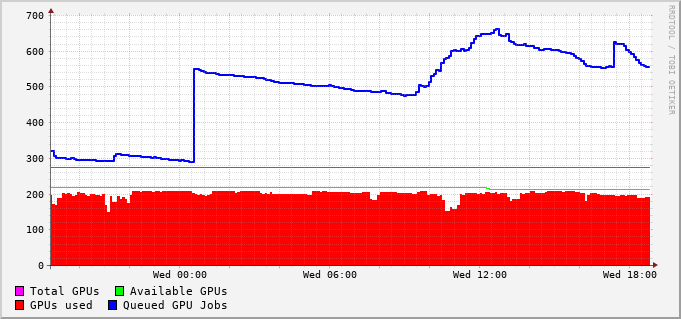 700
600
500
400
300
200
100
0
Wed 00:00 Wed 06:00 Wed 12:00 Wed 18:00
Total GPUs Available GPUs
GPUs used Queued GPU Jobs
RRDTOOL / TOBI OETIKER